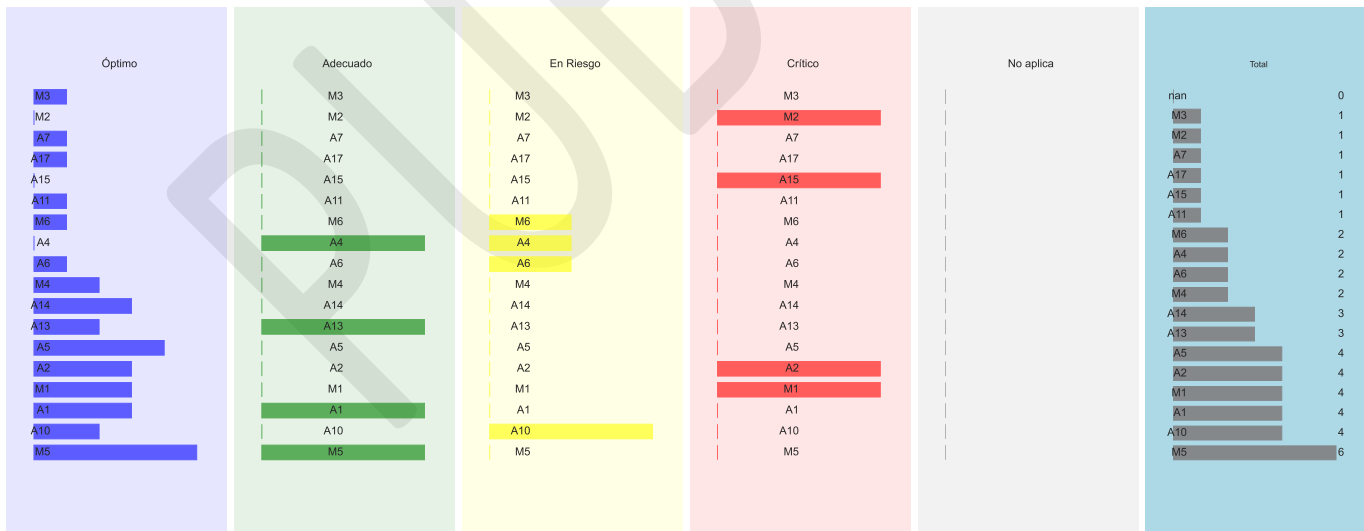 Óptimo
M3
M2
A7
A17
A15
A11
M6
A4
A6
M4
A14
A13
A5
A2
M1
A1
A10
M5
Adecuado
M3
M2
A7
A17
A15
A11
M6
A4
A6
M4
A14
A13
A5
A2
M1
A1
A10
M5
En Riesgo
M3
M2
A7
A17
A15
A11
M6
A4
A6
M4
A14
A13
A5
A2
M1
A1
A10
M5
Crítico
M3
M2
A7
A17
A15
A11
M6
A4
A6
M4
A14
A13
A5
A2
M1
A1
A10
M5
No aplica
Total
nan 0
M3 1
M2 1
A7 1
A17 1
A15 1
A11 1
M6 2
A4 2
A6 2
M4 2
A14 3
A13 3
A5 4
A2 4
M1 4
A1 4
A10 4
M5 6